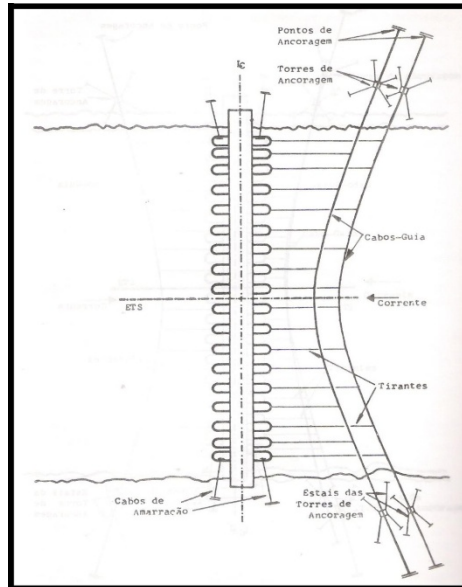 Pontos de
Ancoragem
Torres de
Ancoragem
℄
Cabos-Guia
ETS
Corrente
Tirantes
Cabos de
Amarração
Estais das
Torres de
Ancoragem